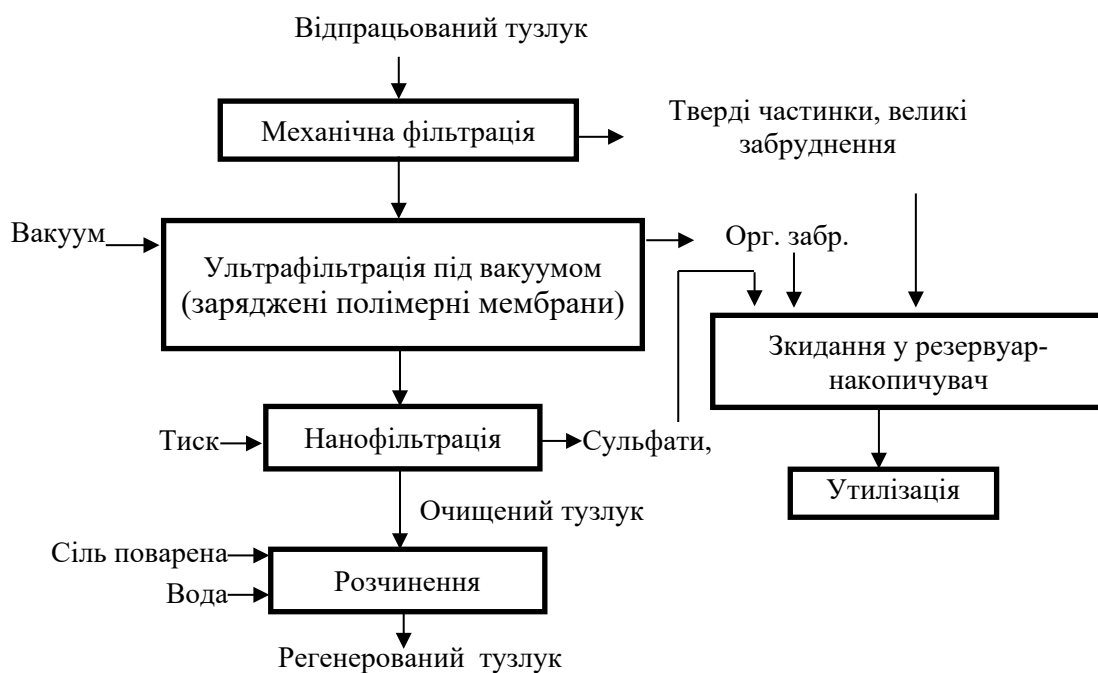 Відпрацьований тузлук
Механічна фільтрація
Тверді частинки, великі
забруднення
Вакуум
Ультрафільтрація під вакуумом
(заряджені полімерні мембрани)
Орг. забр.
Зкидання у резервуар-
накопичувач
Тиск
Нанофільтрація
Сульфати,
Утилізація
Очищений тузлук
Сіль поварена
Вода
Розчинення
Регенерований тузлук